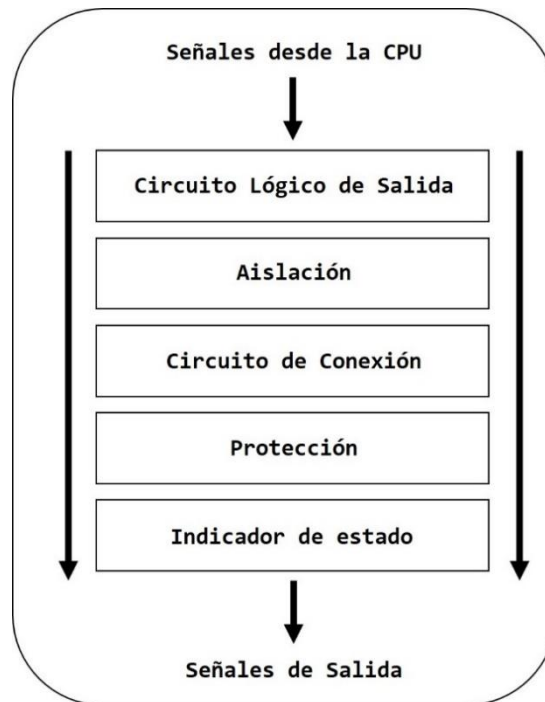 Señales desde la CPU
Circuito Lógico de Salida
Aislación
Circuito de Conexión
Protección
Indicador de estado
Señales de Salida